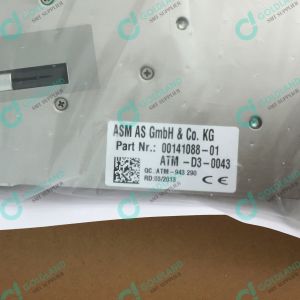 ASM AS GmbH & Co. KG
Part Nr.: 00141088-01
ATM -D3-0043
QC: ATM-943 290
RD:05/2013
CE
GOLDLAND
SMT SUPPLIER